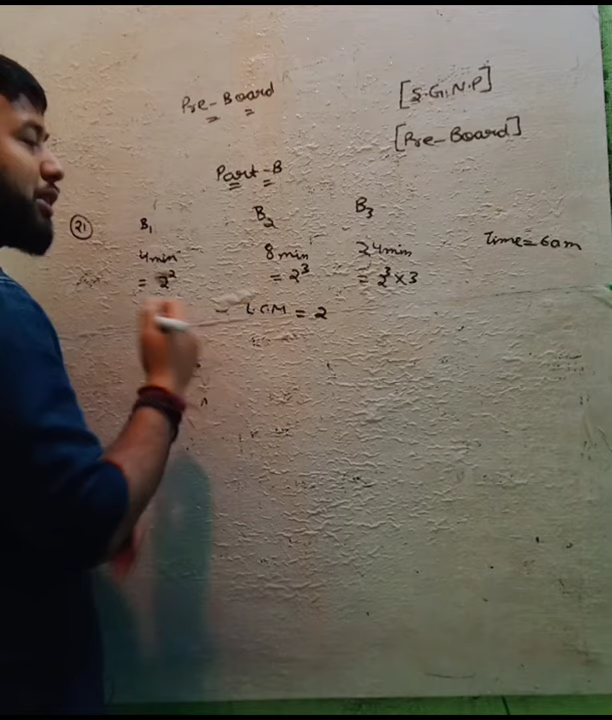 Pre-Board
[S.G.N.P]
[Pre-Board]
Part-B
21 B1 B2 B3
4min 8min 24min Time=6am
= 2² = 2³ = 2³×3
L.C.M = 2